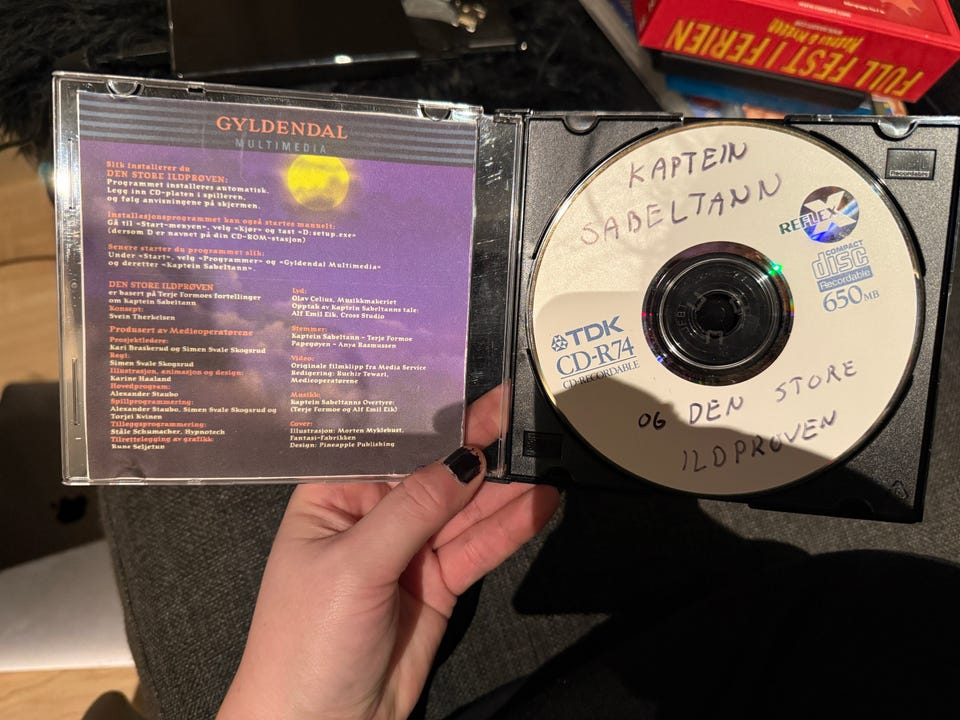 FULL FEST I FERIEN
GYLDENDAL
MULTIMEDIA
Slik installerer du
DEN STORE ILDPRØVEN:
Programmet installeres automatisk.
Legg inn CD-platen i spilleren,
og følg anvisningene på skjermen.
Installasjonsprogrammet kan også startes manuelt:
Gå til «Start-menyen», velg «Kjør» og tast «D:setup.exe»
(dersom D er navnet på din CD-ROM-stasjon)
Senere starter du programmet slik:
Under «Start», velg «Programmer» og «Gyldendal Multimedia»
og deretter «Kaptein Sabeltann».
DEN STORE ILDPRØVEN
er basert på Terje Formoes fortellinger
om Kaptein Sabeltann
Konsept:
Svein Therkelsen
Produsert av Medieoperatørene
Prosjektledere:
Kari Braskerud og Simen Svale Skogsrud
Regi:
Simen Svale Skogsrud
Illustrasjon, animasjon og design:
Karine Haaland
Hovedprogram:
Alexander Staubo
Spillprogrammering:
Alexander Staubo, Simen Svale Skogsrud og
Torjei Kvinen
Tilleggsprogrammering:
Ståle Schumacher, Hypnotech
Tilrettelegging av grafikk:
Rune Seljetun
Lyd:
Olav Celius, Musikkmakeriet
Opptak av Kaptein Sabeltanns tale:
Alf Emil Eik, Cross Studio
Stemmer:
Kaptein Sabeltann - Terje Formoe
Papegøyen - Anya Rasmussen
Video:
Originale filmklipp fra Media Service
Redigering: Ruchir Tewari,
Medieoperatørene
Musikk:
Kaptein Sabeltanns Overtyre:
(Terje Formoe og Alf Emil Eik)
Cover:
Illustrasjon: Morten Myklebust,
Fantasi-Fabrikken
Design: Pineapple Publishing
KAPTEIN
SABELTANN
REFLEX
COMPACT
disc
Recordable
650 MB
TDK
CD-R74
CD-RECORDABLE
OG DEN STORE
ILDPRØVEN